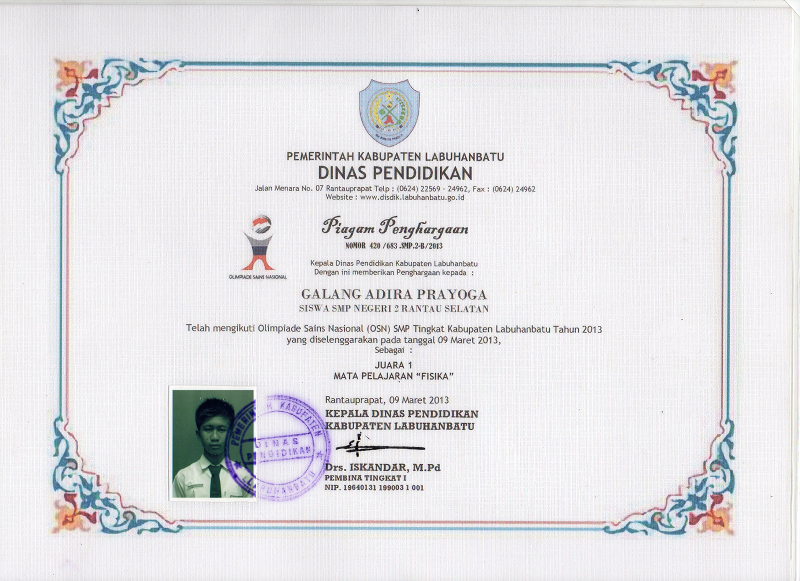 PEMERINTAH KABUPATEN LABUHANBATU
DINAS PENDIDIKAN
Jalan Menara No. 07 Rantauprapat Telp : (0624) 22569 - 24962, Fax : (0624) 24962
Website : www.disdik.labuhanbatu.go.id
Piagam Penghargaan
NOMOR 420 /683 .SMP.2-B/2013
OLIMPIADE SAINS NASIONAL
Kepala Dinas Pendidikan Kabupaten Labuhanbatu
Dengan ini memberikan Penghargaan kepada :
GALANG ADIRA PRAYOGA
SISWA SMP NEGERI 2 RANTAU SELATAN
Telah mengikuti Olimpiade Sains Nasional (OSN) SMP Tingkat Kabupaten Labuhanbatu Tahun 2013
yang diselenggarakan pada tanggal 09 Maret 2013,
Sebagai :
JUARA 1
MATA PELAJARAN “FISIKA”
Rantauprapat, 09 Maret 2013
KEPALA DINAS PENDIDIKAN
KABUPATEN LABUHANBATU
PEMERINTAH KABUPATEN
DINAS
PENDIDIKAN
LABUHANBATU
Drs. ISKANDAR, M.Pd
PEMBINA TINGKAT I
NIP. 19640131 199003 1 001